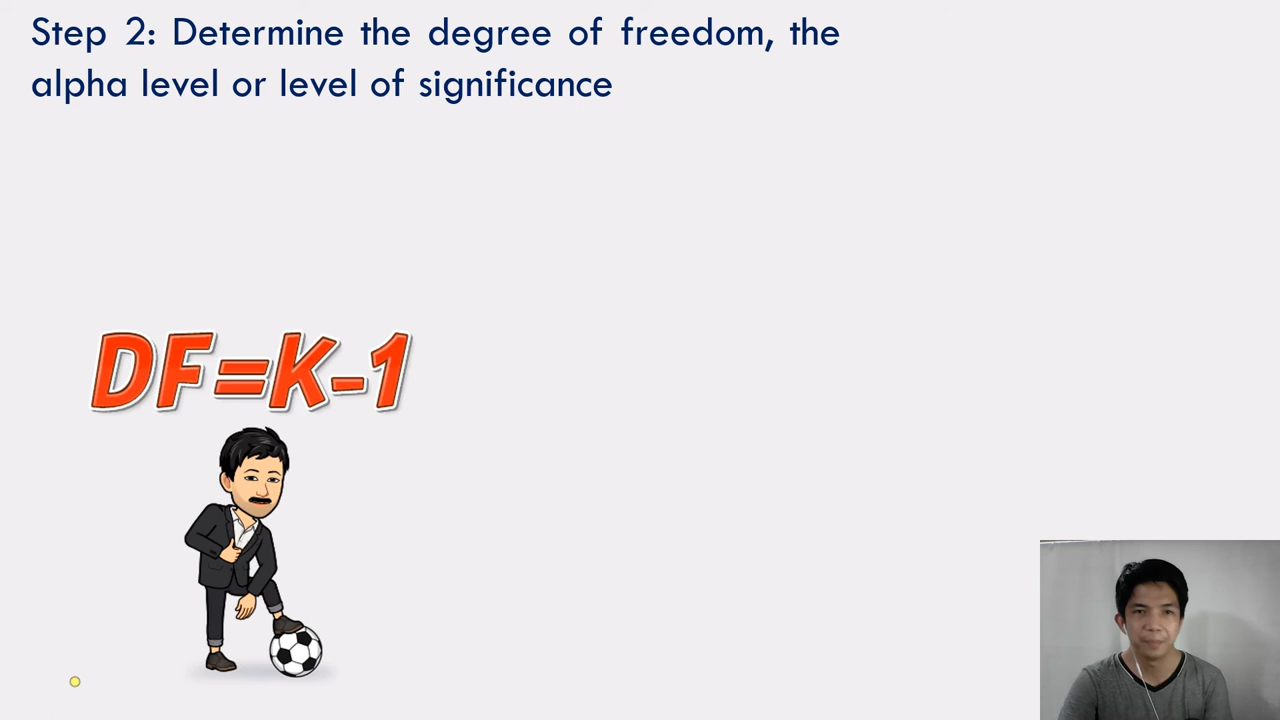 Step 2: Determine the degree of freedom, the
alpha level or level of significance
DF=K-1